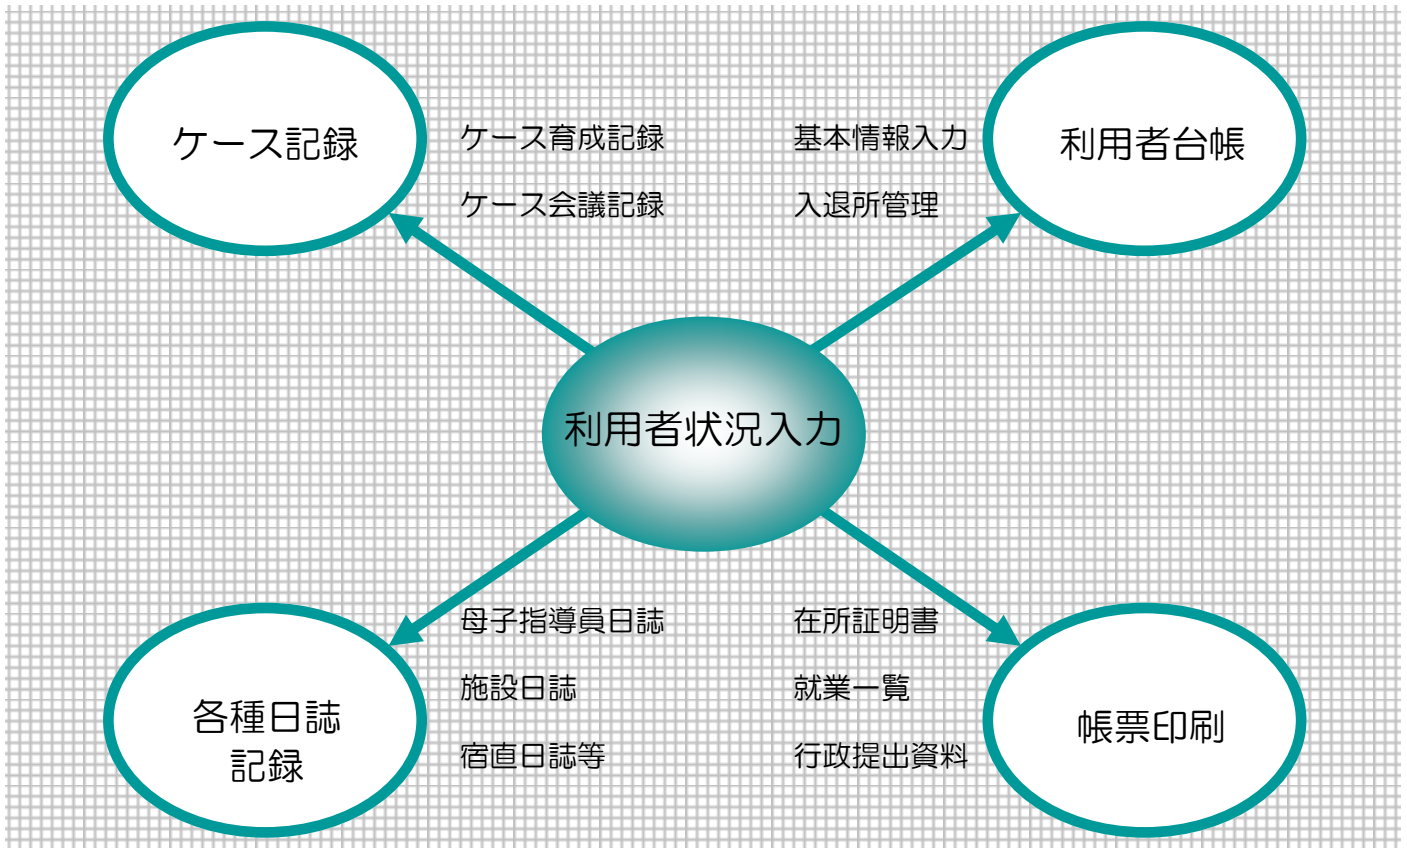 ケース記録
ケース育成記録
ケース会議記録
基本情報入力
入退所管理
利用者台帳
利用者状況入力
各種日誌
記録
母子指導員日誌
施設日誌
宿直日誌等
在所証明書
就業一覧
行政提出資料
帳票印刷